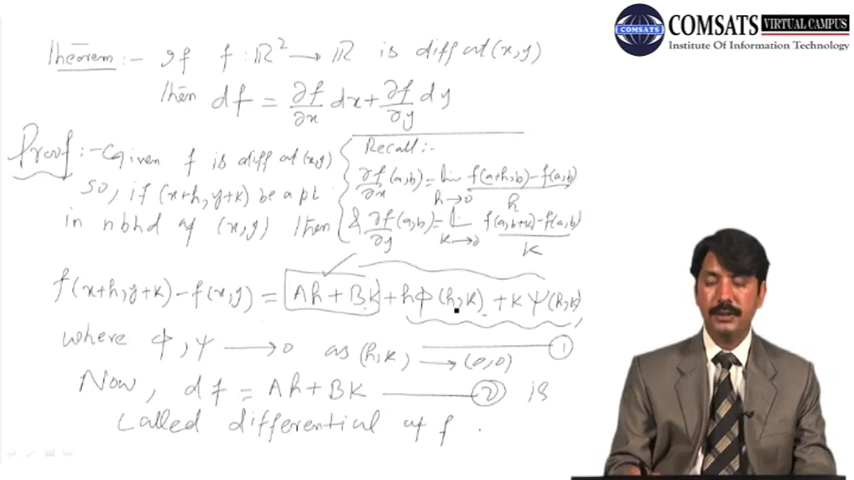 COMSATS VIRTUAL CAMPUS
Institute Of Information Technology
Theorem :- If f : ℝ² → ℝ is diff at (x, y)
then df = ∂f/∂x dx + ∂f/∂y dy
Proof :- Given f is diff at (x, y)
so, if (x+h, y+k) be a pt
in nbhd of (x, y) then
Recall :-
∂f/∂x (a, b) = lim h→0 f(a+h, b) - f(a, b) / h
& ∂f/∂y (a, b) = lim k→0 f(a, b+k) - f(a, b) / k
f(x+h, y+k) - f(x, y) = Ah + BK + hϕ(h, k) + kψ(h, k)
where ϕ, ψ → 0 as (h, k) → (0, 0) ①
Now, df = Ah + BK ② is
called differential of f .